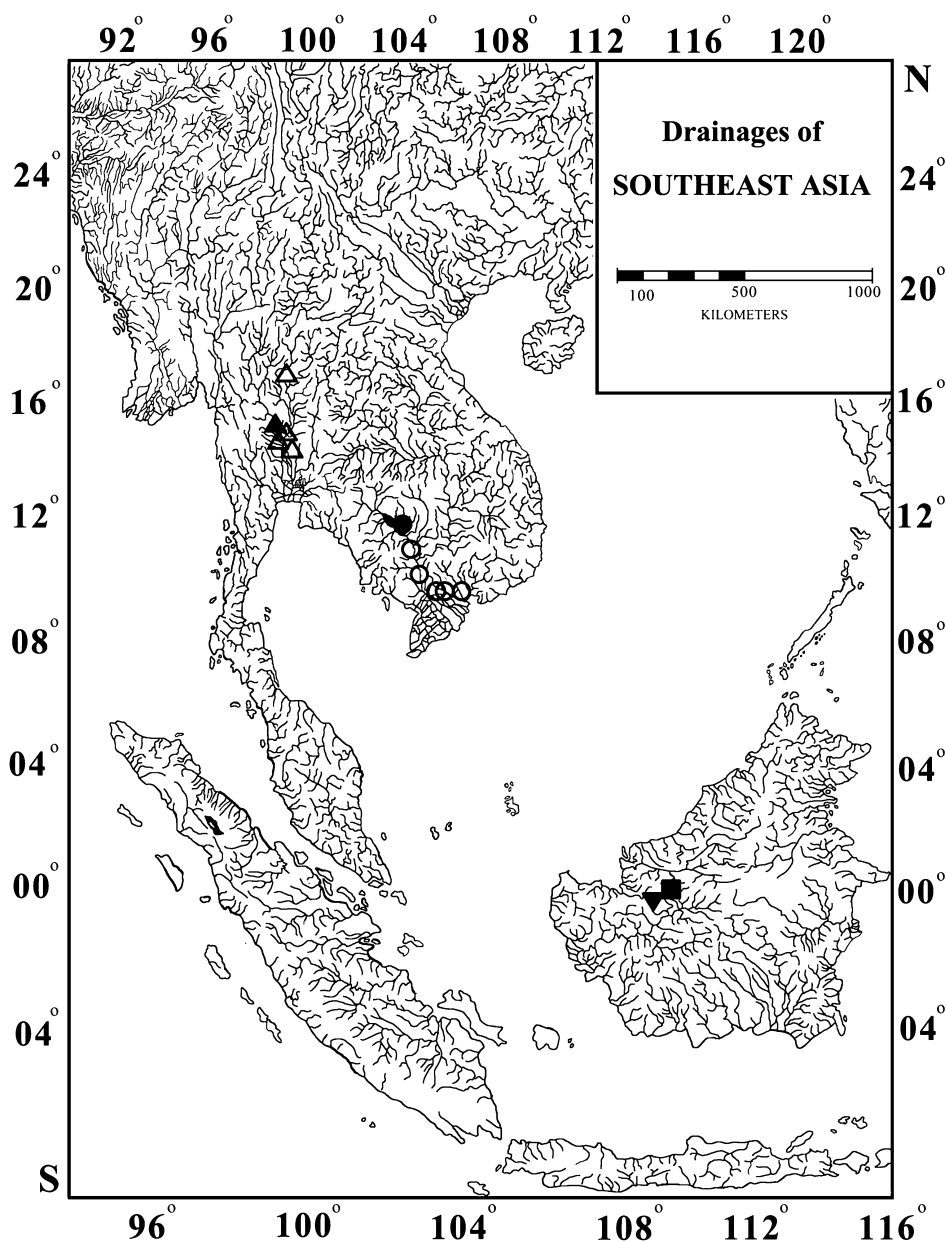 92° 96° 100° 104° 108° 112° 116° 120°
N
Drainages of
SOUTHEAST ASIA
100 500 1000
KILOMETERS
24° 24°
20° 20°
16° 16°
12° 12°
08° 08°
04° 04°
00° 00°
04° 04°
S
96° 100° 104° 108° 112° 116°